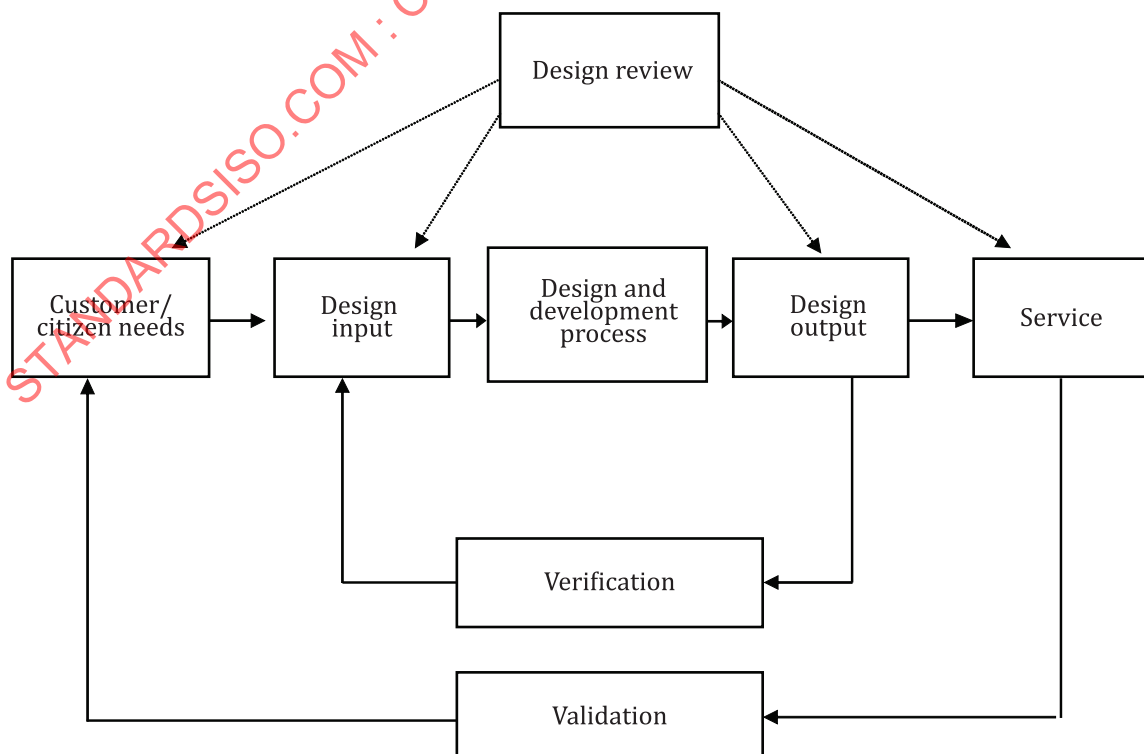 STANDARDSISO.COM :
Design review
Customer/
citizen needs
Design
input
Design and
development
process
Design
output
Service
Verification
Validation